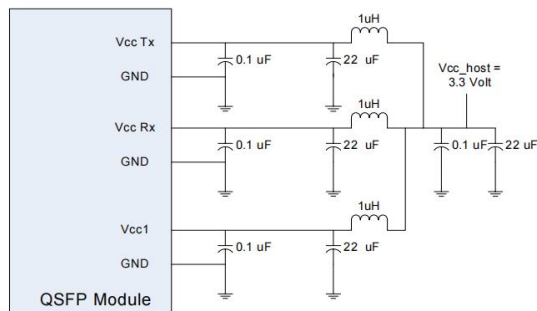 1uH
Vcc Tx
0.1 uF
22 uF
GND
Vcc_host =
3.3 Volt
1uH
Vcc Rx
0.1 uF
22 uF
0.1 uF
22 uF
GND
1uH
Vcc1
0.1 uF
22 uF
GND
QSFP Module